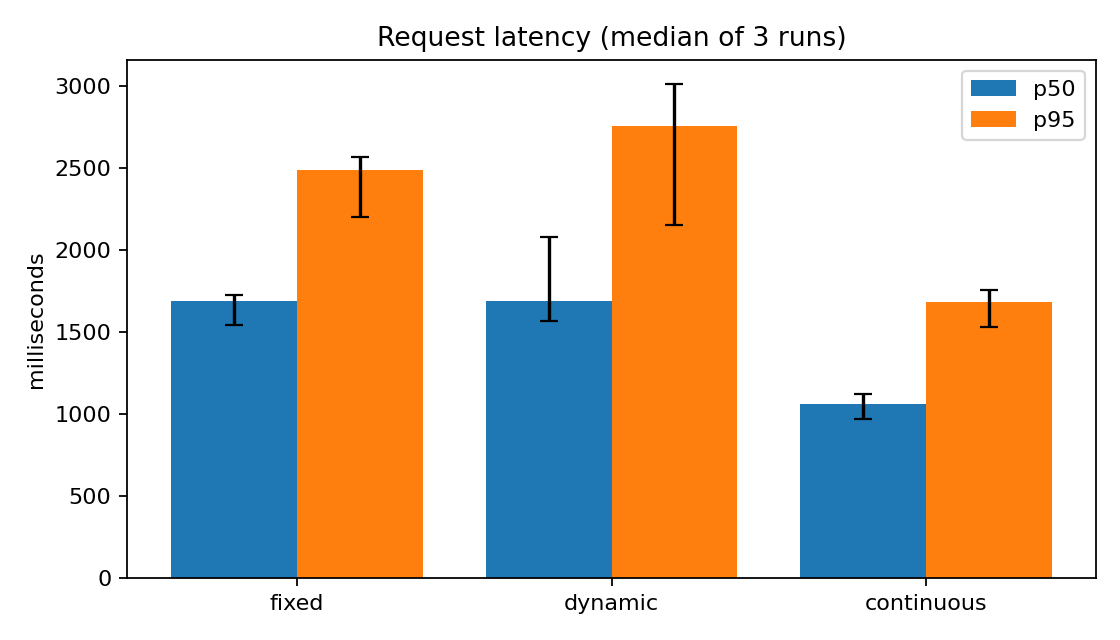 Request latency (median of 3 runs)
p50
p95
milliseconds
3000
2500
2000
1500
1000
500
0
fixed
dynamic
continuous